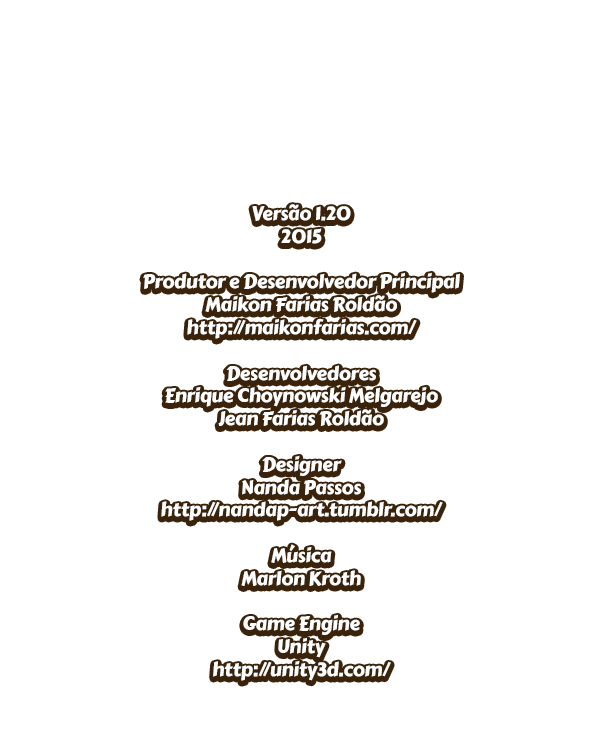 Versão 1.20
2015
Produtor e Desenvolvedor Principal
Maikon Farias Roldão
http://maikonfarias.com/
Desenvolvedores
Enrique Choynowski Melgarejo
Jean Farias Roldão
Designer
Nanda Passos
http://nandap-art.tumblr.com/
Música
Marlon Kroth
Game Engine
Unity
http://unity3d.com/